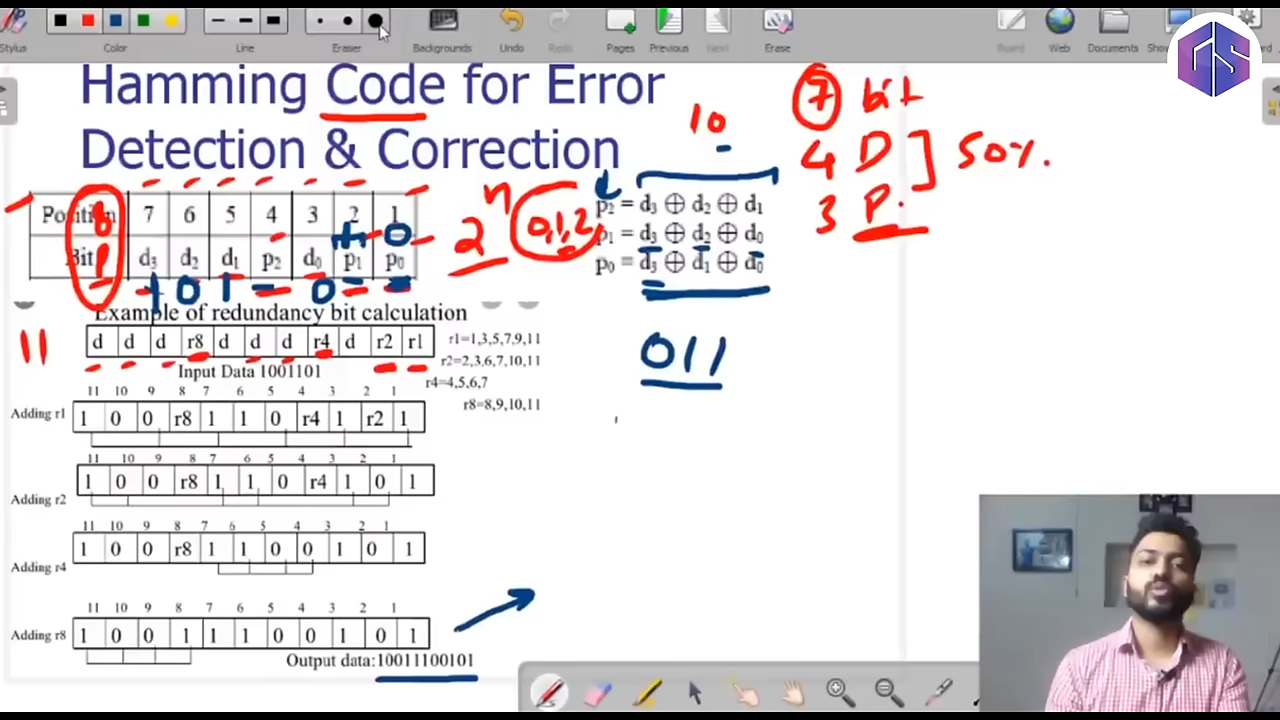 Stylus Color Line Eraser Backgrounds Undo Redo Pages Previous Next Erase Board Web Documents
Hamming Code for Error
Detection & Correction
10
7 bit
4 D
3 P.
50%.
Position 7 6 5 4 3 2 1
Bit d3 d2 d1 p2 d0 p1 p0
1 0 1 0
2^n
0,1,2
p2 = d3 ⊕ d2 ⊕ d1
p1 = d3 ⊕ d2 ⊕ d0
p0 = d3 ⊕ d1 ⊕ d0
011
Example of redundancy bit calculation
11
d d d r8 d d d r4 d r2 r1
r1=1,3,5,7,9,11
r2=2,3,6,7,10,11
r4=4,5,6,7
r8=8,9,10,11
Input Data 1001101
11 10 9 8 7 6 5 4 3 2 1
Adding r1 1 0 0 r8 1 1 0 r4 1 r2 1
11 10 9 8 7 6 5 4 3 2 1
Adding r2 1 0 0 r8 1 1 0 r4 1 0 1
11 10 9 8 7 6 5 4 3 2 1
Adding r4 1 0 0 r8 1 1 0 0 1 0 1
11 10 9 8 7 6 5 4 3 2 1
Adding r8 1 0 0 1 1 1 0 0 1 0 1
Output data:10011100101